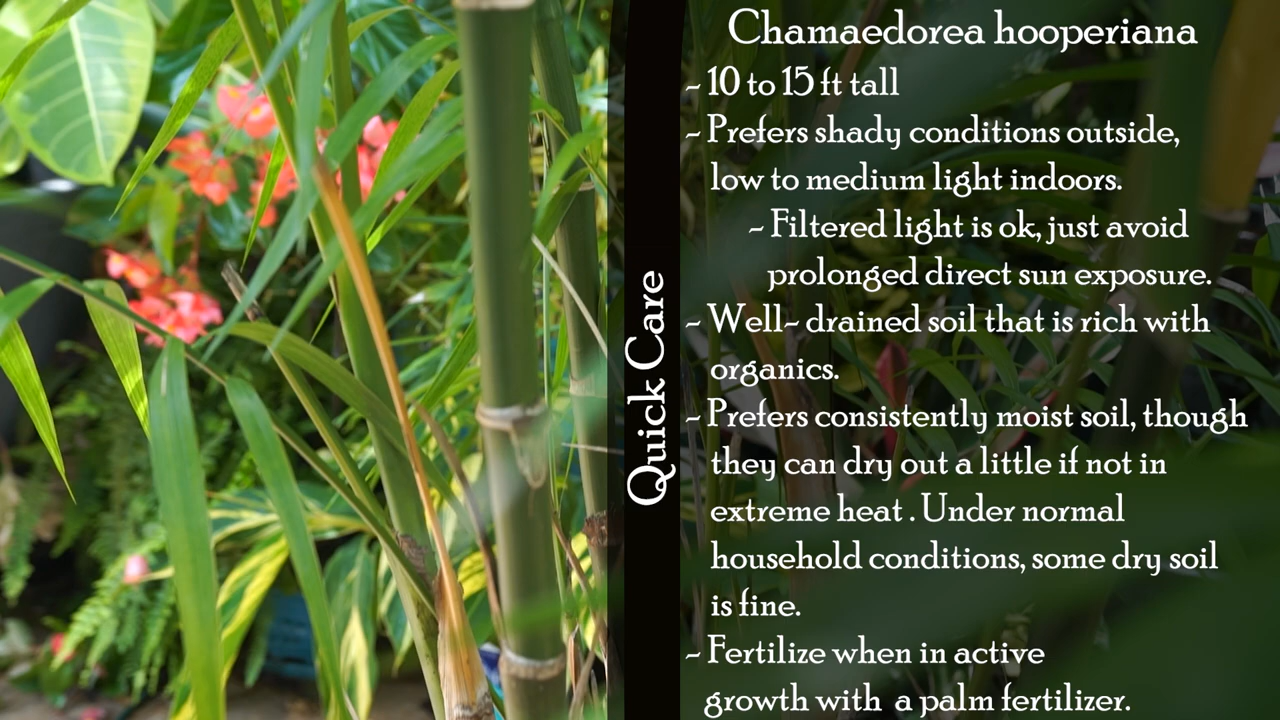 Quick Care
Chamaedorea hooperiana
- 10 to 15 ft tall
- Prefers shady conditions outside,
low to medium light indoors.
- Filtered light is ok, just avoid
prolonged direct sun exposure.
- Well- drained soil that is rich with
organics.
- Prefers consistently moist soil, though
they can dry out a little if not in
extreme heat . Under normal
household conditions, some dry soil
is fine.
- Fertilize when in active
growth with a palm fertilizer.